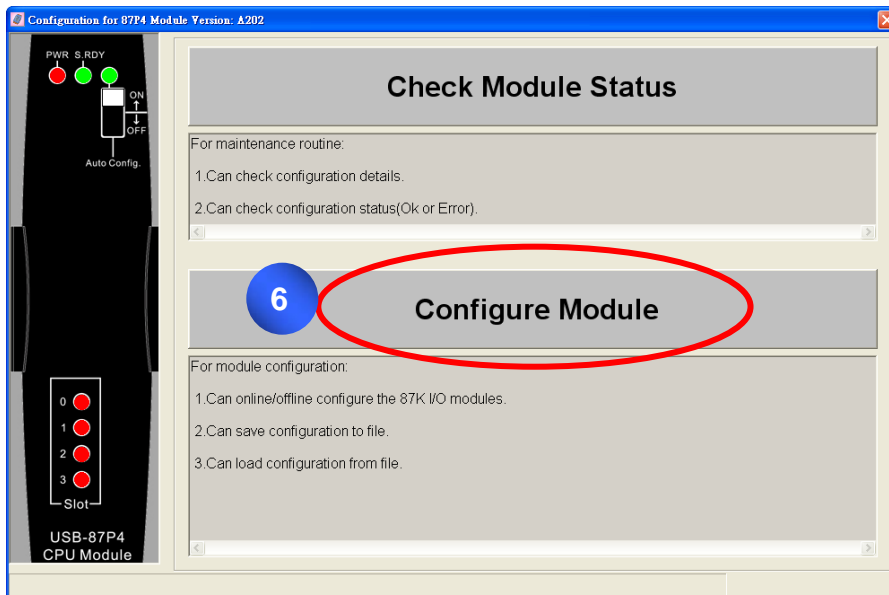 Configuration for 87P4 Module Version: A202
PWR S.RDY
ON
OFF
Auto Config.
Check Module Status
For maintenance routine:
1.Can check configuration details.
2.Can check configuration status(Ok or Error).
6
Configure Module
For module configuration:
1.Can online/offline configure the 87K I/O modules.
2.Can save configuration to file.
3.Can load configuration from file.
0
1
2
3
Slot
USB-87P4
CPU Module